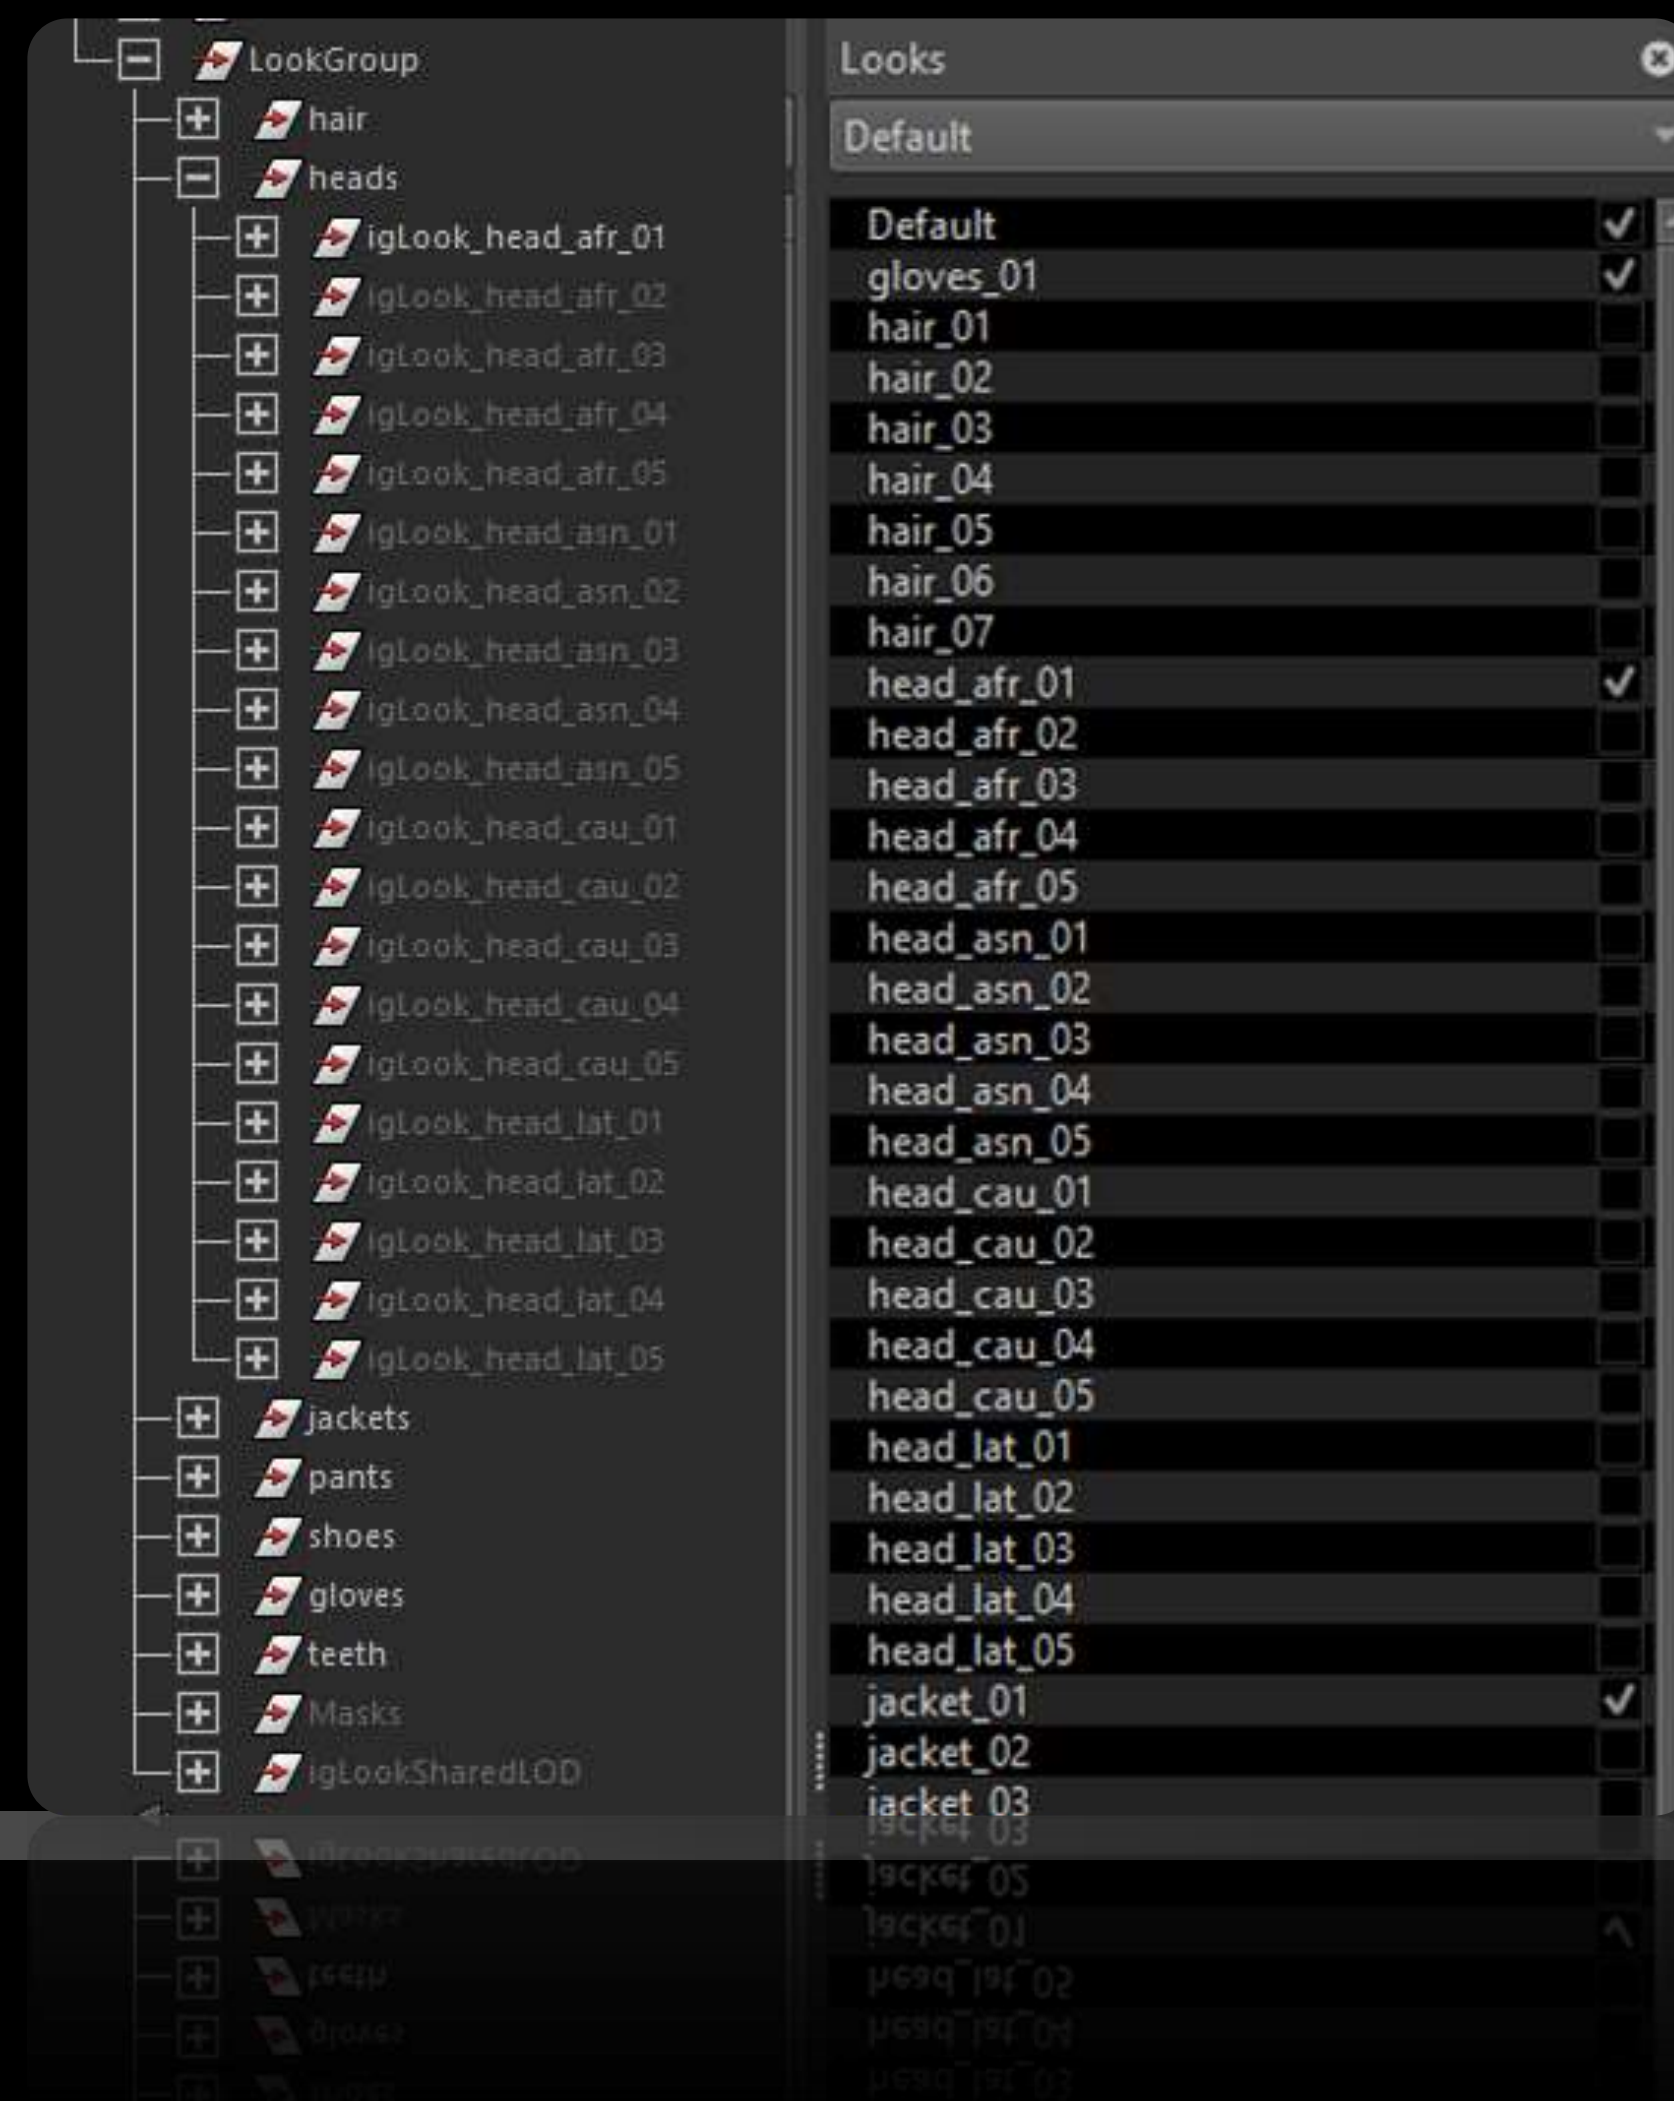 LookGroup
hair
heads
igLook_head_afr_01
igLook_head_afr_02
igLook_head_afr_03
igLook_head_afr_04
igLook_head_afr_05
igLook_head_asn_01
igLook_head_asn_02
igLook_head_asn_03
igLook_head_asn_04
igLook_head_asn_05
igLook_head_cau_01
igLook_head_cau_02
igLook_head_cau_03
igLook_head_cau_04
igLook_head_cau_05
igLook_head_lat_01
igLook_head_lat_02
igLook_head_lat_03
igLook_head_lat_04
igLook_head_lat_05
jackets
pants
shoes
gloves
teeth
Masks
igLookSharedLOD
Looks
Default
Default
gloves_01
hair_01
hair_02
hair_03
hair_04
hair_05
hair_06
hair_07
head_afr_01
head_afr_02
head_afr_03
head_afr_04
head_afr_05
head_asn_01
head_asn_02
head_asn_03
head_asn_04
head_asn_05
head_cau_01
head_cau_02
head_cau_03
head_cau_04
head_cau_05
head_lat_01
head_lat_02
head_lat_03
head_lat_04
head_lat_05
jacket_01
jacket_02
jacket_03